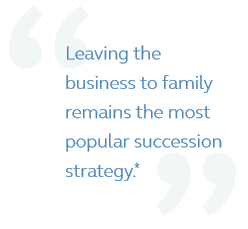 Leaving the
business to family
remains the most
popular succession
strategy.*